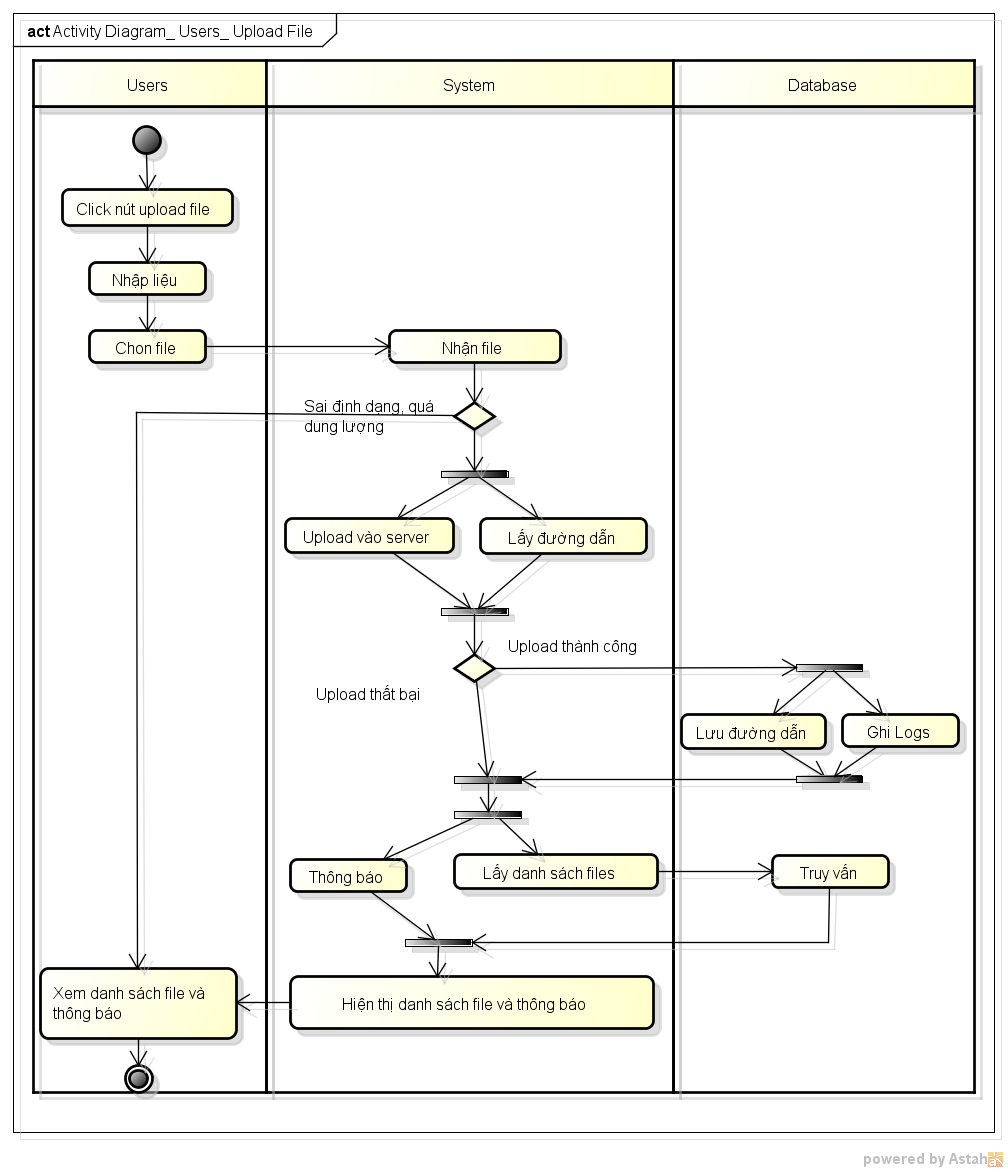 act Activity Diagram_ Users_ Upload File
Users
System
Database
Click nút upload file
Nhập liệu
Chon file
Nhận file
Sai định dạng, quá
dung lượng
Upload vào server
Lấy đường dẫn
Upload thành công
Upload thất bại
Lưu đường dẫn
Ghi Logs
Thông báo
Lấy danh sách files
Truy vấn
Xem danh sách file và
thông báo
Hiện thị danh sách file và thông báo
powered by Astah